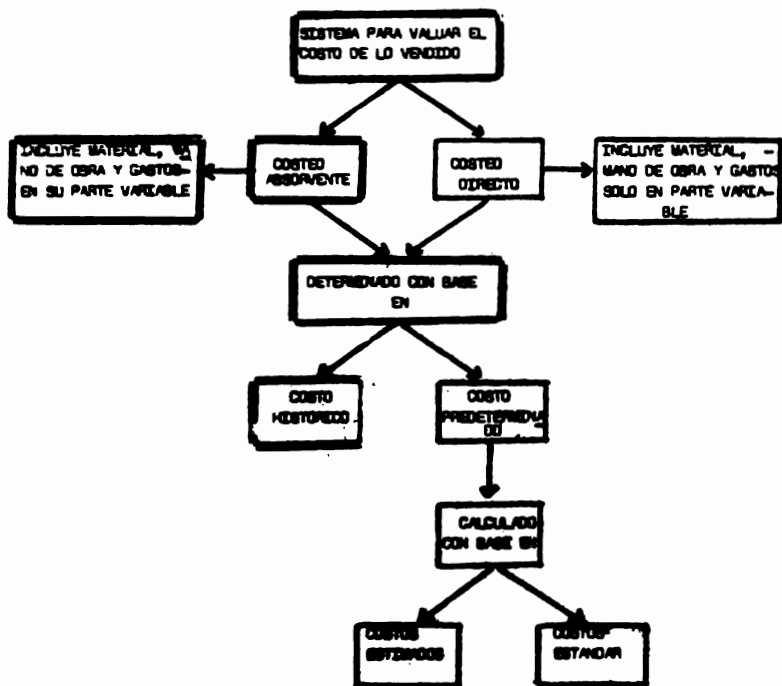 SISTEMA PARA VALUAR EL
COSTO DE LO VENDIDO
INCLUYE MATERIAL, MA
NO DE OBRA Y GASTOS-
EN SU PARTE VARIABLE
COSTEO
ABSORVENTE
COSTEO
DIRECTO
INCLUYE MATERIAL, -
MANO DE OBRA Y GASTOS
SOLO EN PARTE VARIA-
BLE
DETERMINADO CON BASE
EN
COSTO
HISTORICO
COSTO
PREDETERMINA
DO
CALCULADO
CON BASE EN
COSTOS
ESTIMADOS
COSTOS-
ESTANDAR